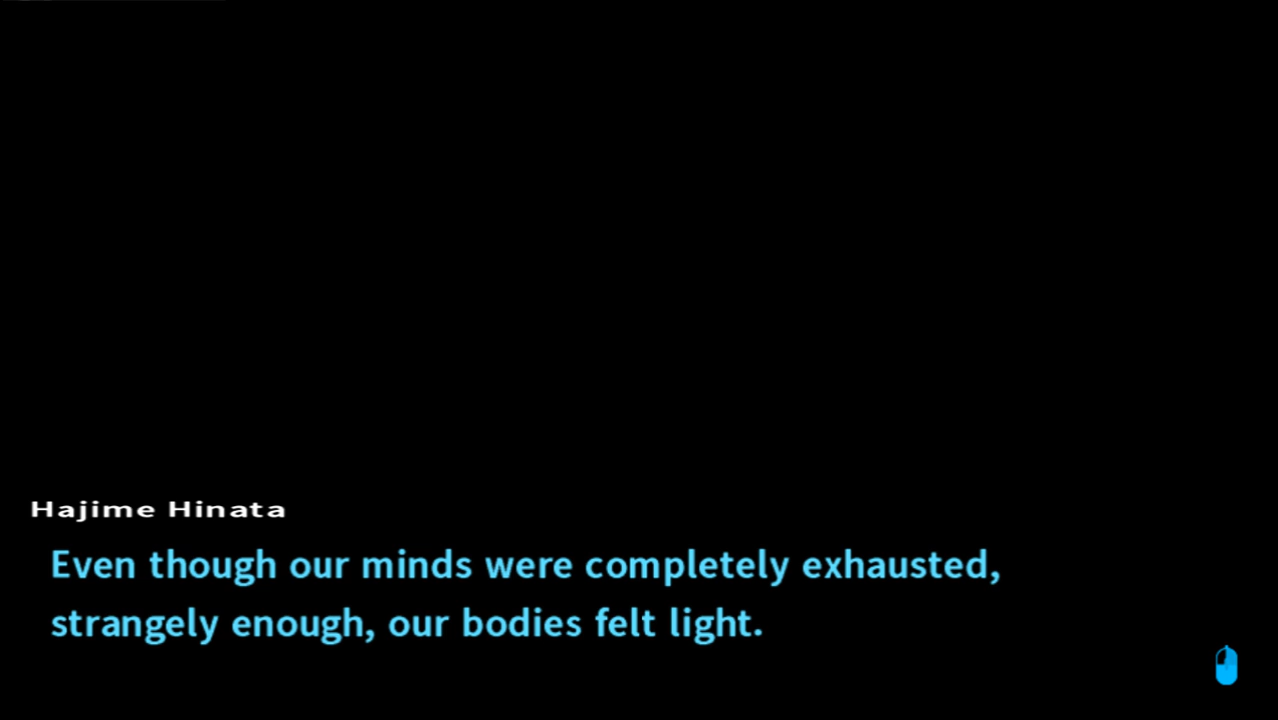 Hajime Hinata
Even though our minds were completely exhausted,
strangely enough, our bodies felt light.